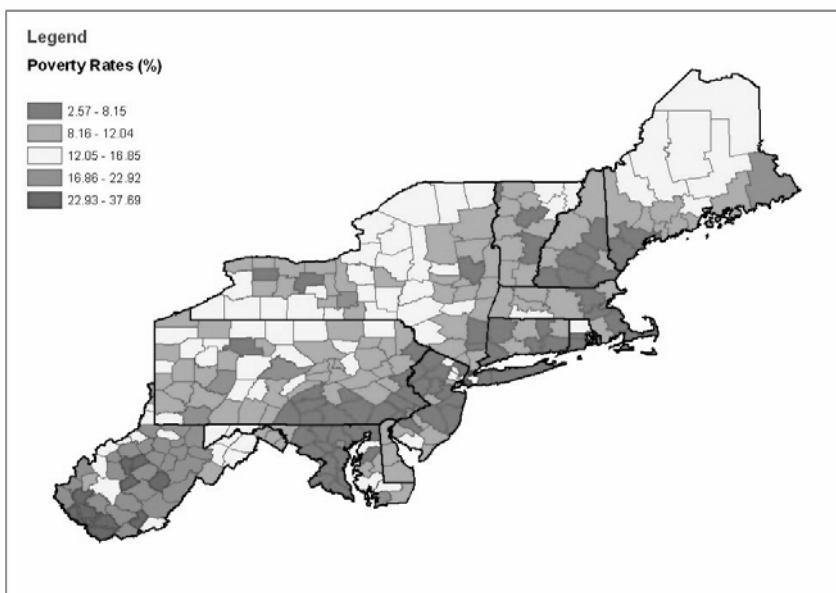 Legend
Poverty Rates (%)
2.57 - 8.15
8.16 - 12.04
12.05 - 16.85
16.86 - 22.92
22.93 - 37.69